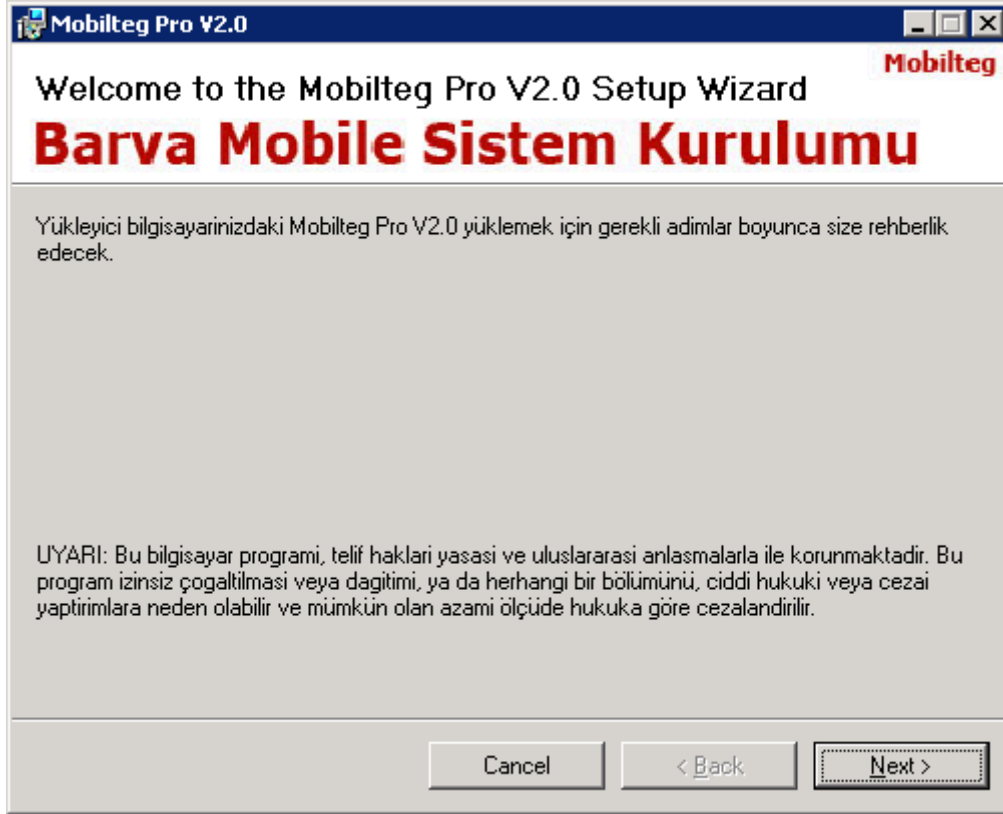 Mobilteg Pro V2.0
Mobilteg
Welcome to the Mobilteg Pro V2.0 Setup Wizard
Barva Mobile Sistem Kurulumu
Yükleyici bilgisayarinizdaki Mobilteg Pro V2.0 yüklemek için gerekli adimlar boyunca size rehberlik
edecek.
UYARI: Bu bilgisayar programi, telif haklari yasasi ve uluslararasi anlasmalarla ile korunmaktadir. Bu
program izinsiz çogaltilmasi veya dagitimi, ya da herhangi bir bölümünü, ciddi hukuki veya cezai
yaptirimlara neden olabilir ve mümkün olan azami ölçüde hukuka göre cezalandirilir.
Cancel
< Back
Next >